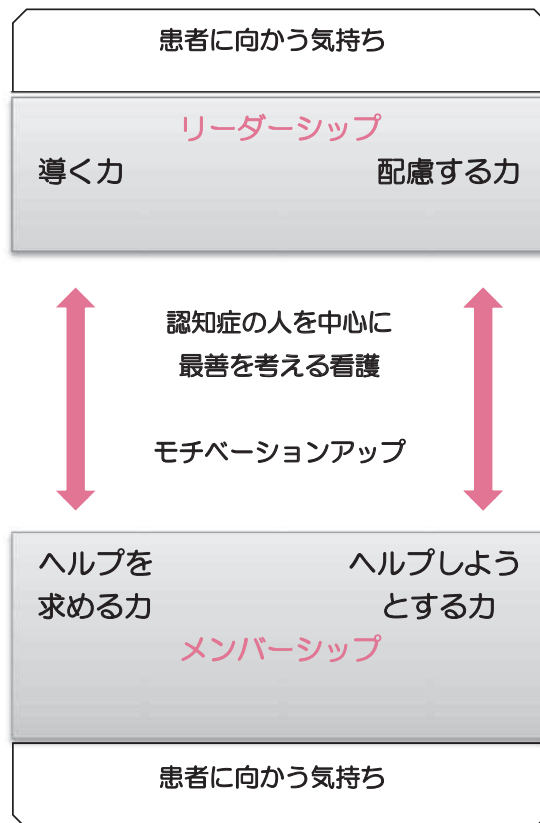 患者に向かう気持ち
リーダーシップ
導く力
配慮する力
認知症の人を中心に
最善を考える看護
モチベーションアップ
ヘルプを
求める力
ヘルプしよう
とする力
メンバーシップ
患者に向かう気持ち